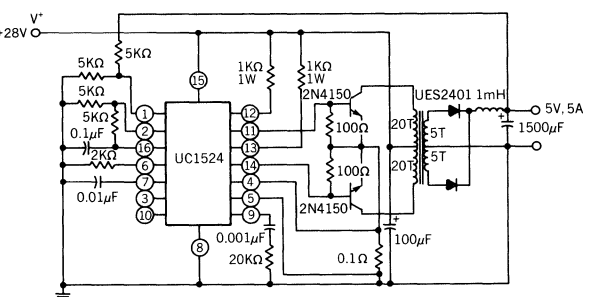 V+
+28V
5KΩ
5KΩ
5KΩ
5KΩ
0.1μF
2KΩ
0.01μF
15
1
2
16
6
7
3
10
UC1524
12
11
13
14
4
5
9
8
1KΩ
1W
1KΩ
1W
2N4150
100Ω
100Ω
2N4150
0.001μF
20KΩ
0.1Ω
100μF
+
20T
20T
5T
5T
UES2401
1mH
+
1500μF
5V, 5A